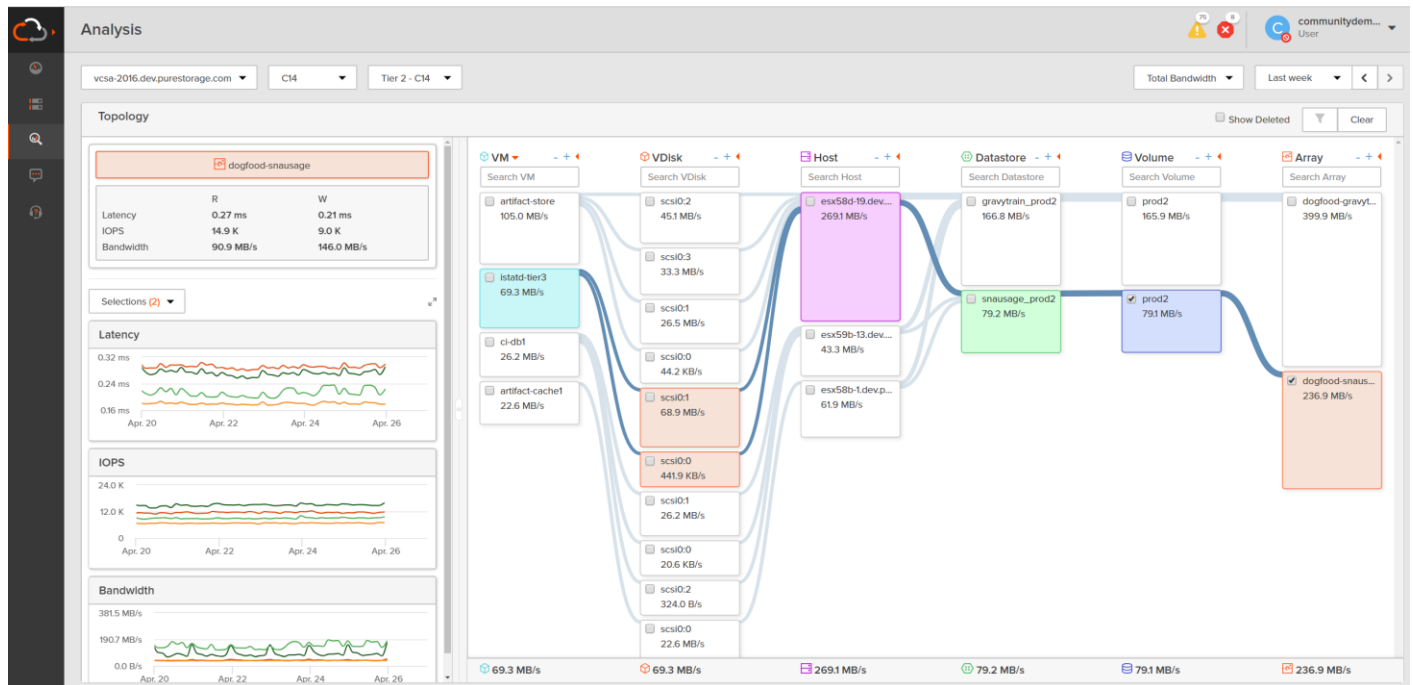 Analysis
75
8
C
communitydem...
User
vcsa-2016.dev.purestorage.com
C14
Tier 2 - C14
Total Bandwidth
Last week
Topology
Show Deleted
Clear
dogfood-snausage
R W
Latency 0.27 ms 0.21 ms
IOPS 14.9 K 9.0 K
Bandwidth 90.9 MB/s 146.0 MB/s
Selections (2)
Latency
0.32 ms
0.24 ms
0.16 ms
Apr. 20 Apr. 22 Apr. 24 Apr. 26
IOPS
24.0 K
12.0 K
0
Apr. 20 Apr. 22 Apr. 24 Apr. 26
Bandwidth
381.5 MB/s
190.7 MB/s
0.0 B/s
Apr. 20 Apr. 22 Apr. 24 Apr. 26
VM - +
Search VM
artifact-store
105.0 MB/s
istatd-tier3
69.3 MB/s
ci-db1
26.2 MB/s
artifact-cache1
22.6 MB/s
69.3 MB/s
VDisk - +
Search VDisk
scsi0:2
45.1 MB/s
scsi0:3
33.3 MB/s
scsi0:1
26.5 MB/s
scsi0:0
44.2 KB/s
scsi0:1
68.9 MB/s
scsi0:0
441.9 KB/s
scsi0:1
26.2 MB/s
scsi0:0
20.6 KB/s
scsi0:2
324.0 B/s
scsi0:0
22.6 MB/s
69.3 MB/s
Host - +
Search Host
esx58d-19.dev....
269.1 MB/s
esx59b-13.dev....
43.3 MB/s
esx58b-1.dev.p...
61.9 MB/s
269.1 MB/s
Datastore - +
Search Datastore
gravytrain_prod2
166.8 MB/s
snausage_prod2
79.2 MB/s
79.2 MB/s
Volume - +
Search Volume
prod2
165.9 MB/s
prod2
79.1 MB/s
79.1 MB/s
Array - +
Search Array
dogfood-gravyt...
399.9 MB/s
dogfood-snaus...
236.9 MB/s
236.9 MB/s